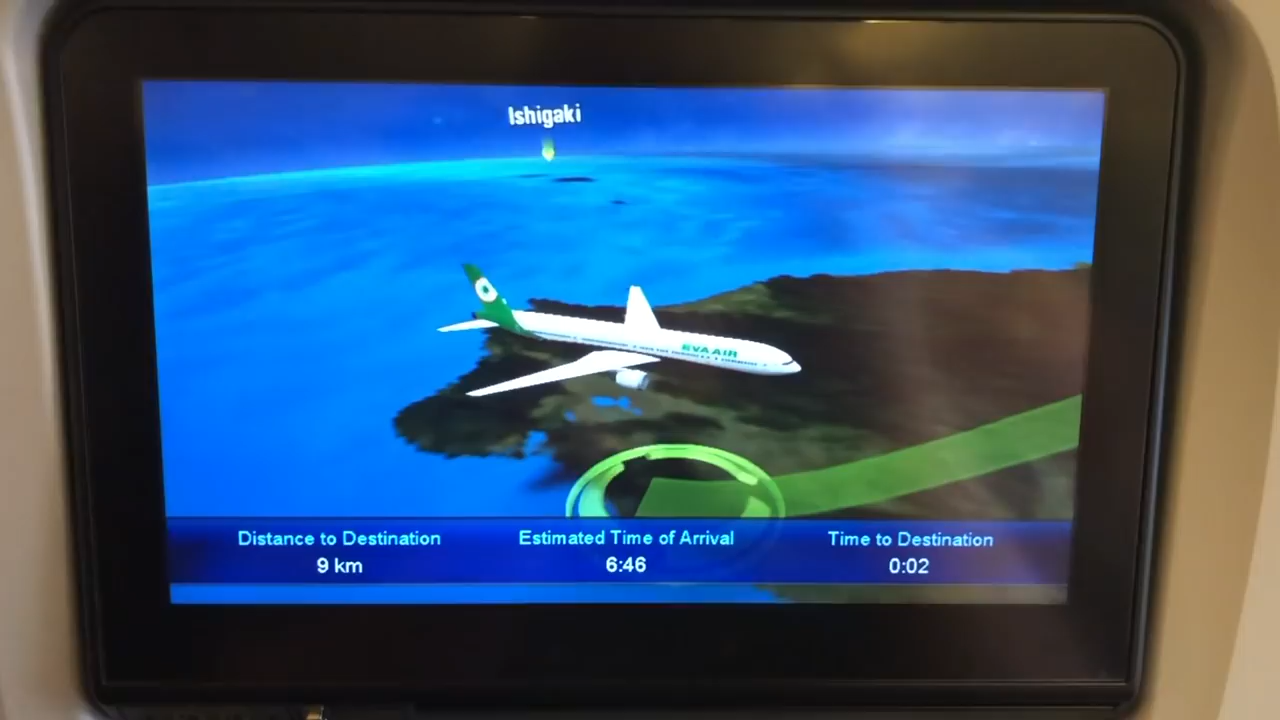 Ishigaki
EVA AIR
Distance to Destination
9 km
Estimated Time of Arrival
6:46
Time to Destination
0:02